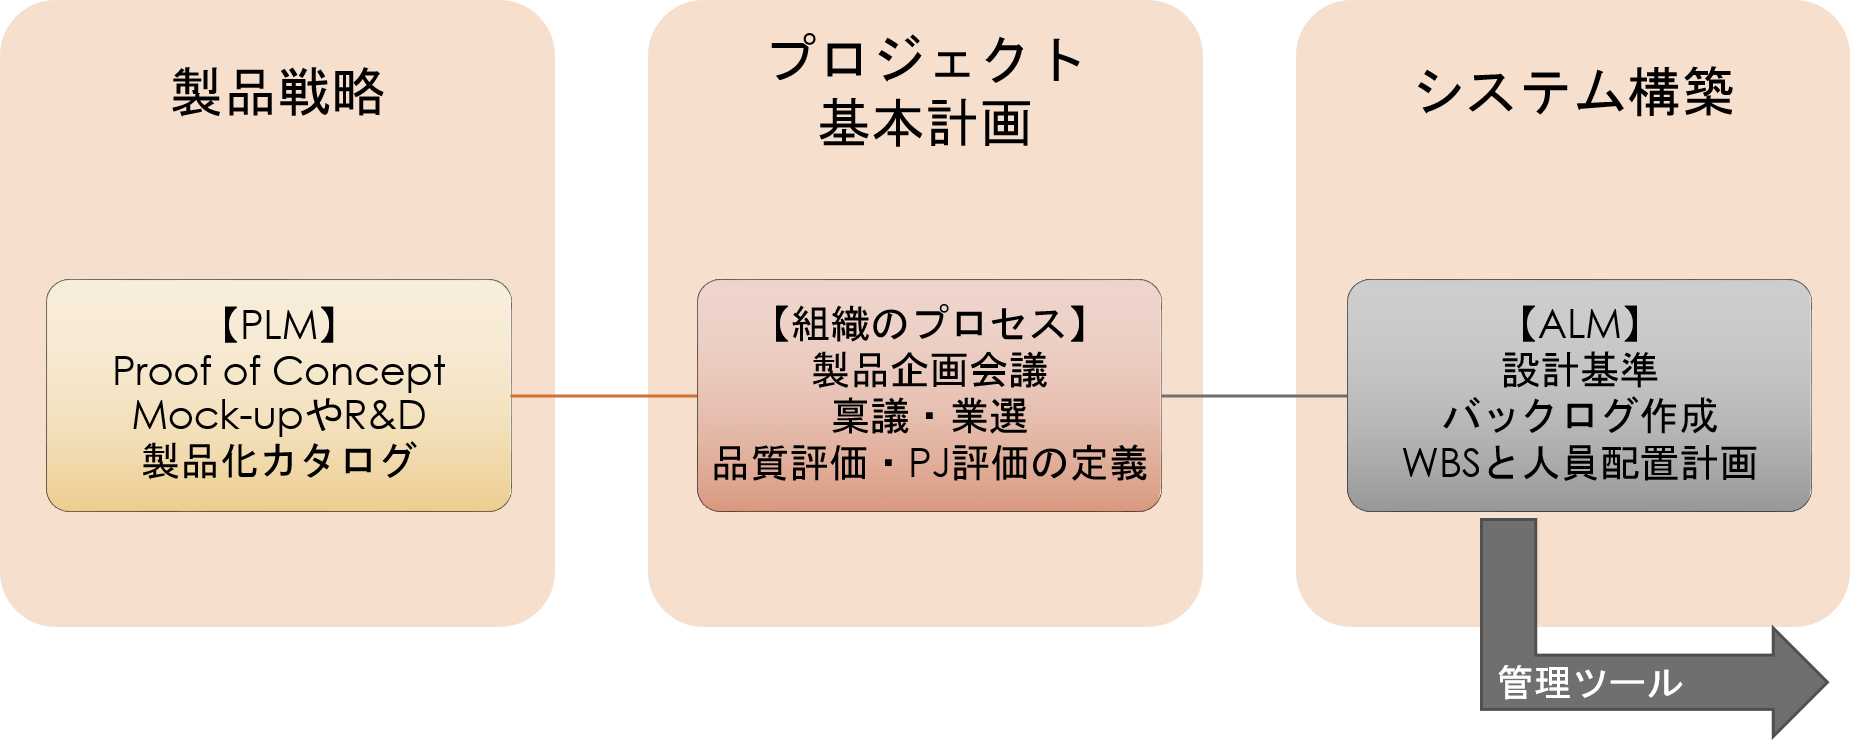 製品戦略
【PLM】
Proof of Concept
Mock-upやR&D
製品化カタログ
プロジェクト
基本計画
【組織のプロセス】
製品企画会議
稟議・業選
品質評価・PJ評価の定義
システム構築
【ALM】
設計基準
バックログ作成
WBSと人員配置計画
管理ツール